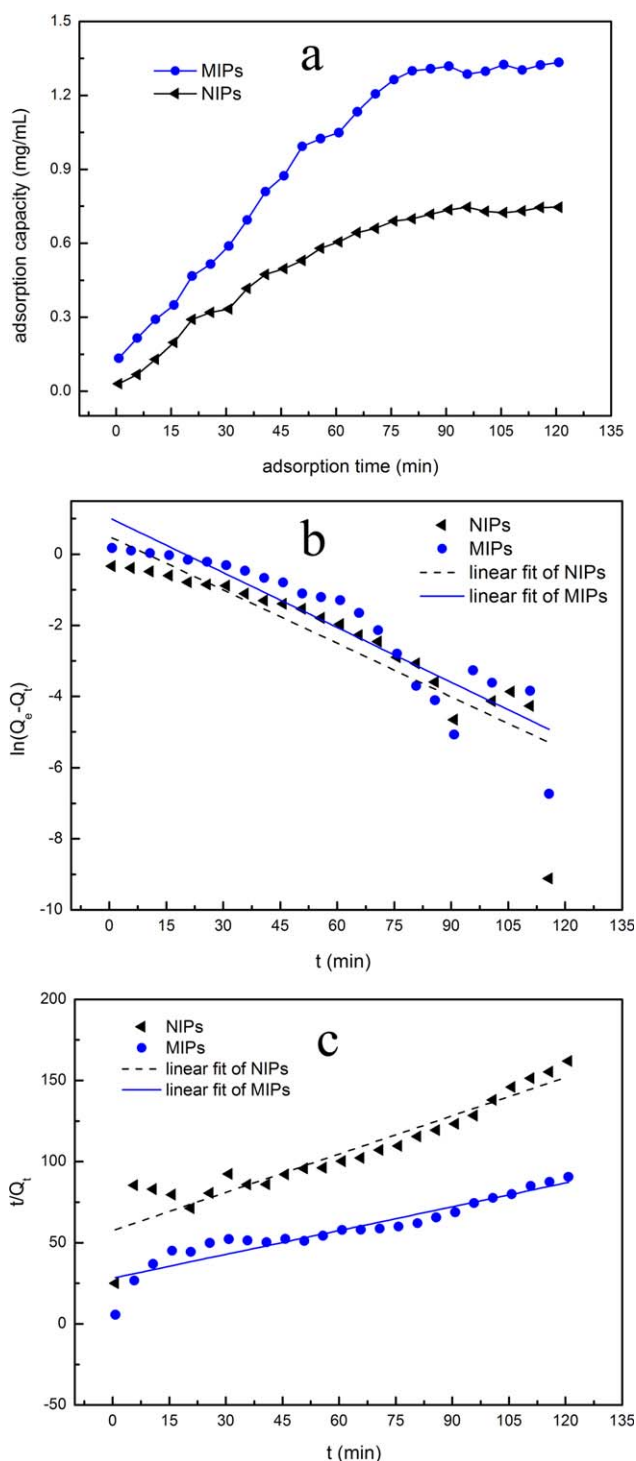 a
MIPs
NIPs
1.5
1.2
0.9
0.6
0.3
0.0
adsorption capacity (mg/mL)
0 15 30 45 60 75 90 105 120 135
adsorption time (min)
b
NIPs
MIPs
linear fit of NIPs
linear fit of MIPs
0
-2
-4
-6
-8
-10
ln(Qe-Qt)
0 15 30 45 60 75 90 105 120 135
t (min)
c
NIPs
MIPs
linear fit of NIPs
linear fit of MIPs
200
150
100
50
0
-50
t/Qt
0 15 30 45 60 75 90 105 120 135
t (min)